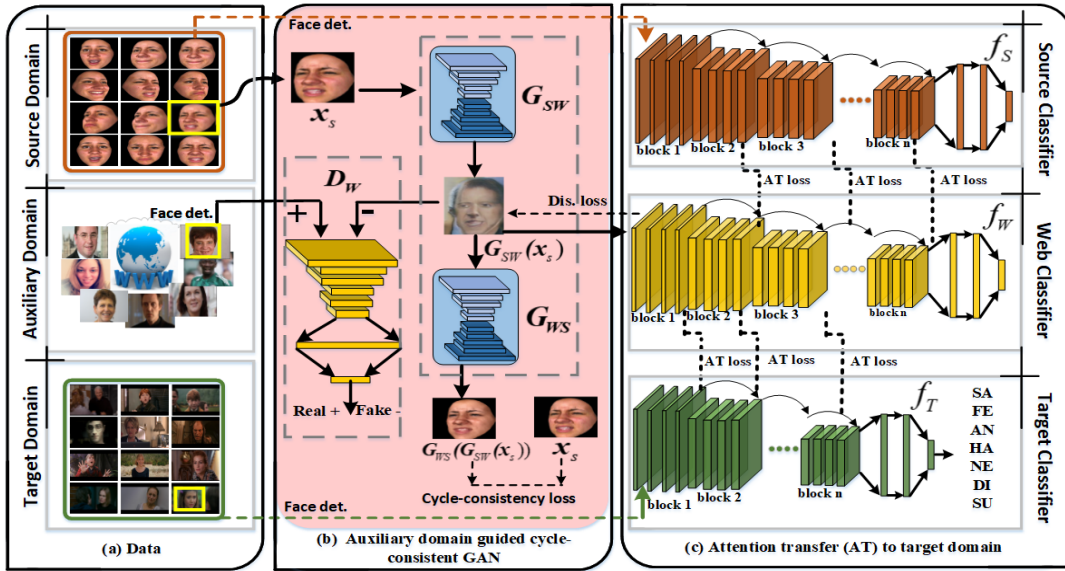 Source Domain
Auxiliary Domain
Target Domain
Face det.
WWW
(a) Data
Face det.
x_s
G_SW
D_W
+
-
Dis. loss
G_SW(x_s)
G_WS
Real +
Fake -
G_WS(G_SW(x_s))
x_s
Cycle-consistency loss
Face det.
(b) Auxiliary domain guided cycle-
consistent GAN
f_S
block 1
block 2
block 3
block n
Source Classifier
AT loss
AT loss
AT loss
f_W
block 1
block 2
block 3
block n
Web Classifier
AT loss
AT loss
AT loss
f_T
block 1
block 2
block n
SA
FE
AN
HA
NE
DI
SU
Target Classifier
(c) Attention transfer (AT) to target domain